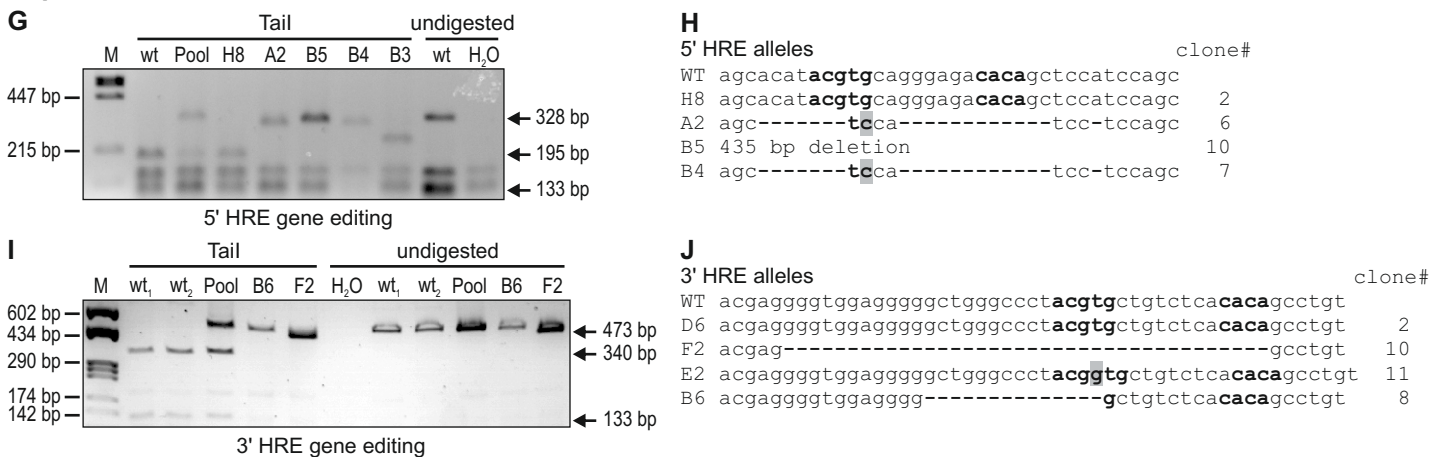 G
Tail undigested
M wt Pool H8 A2 B5 B4 B3 wt H2O
447 bp
215 bp
328 bp
195 bp
133 bp
5' HRE gene editing
H
5' HRE alleles clone#
WT agcacatacgtgcagggagacacagctccatccagc
H8 agcacatacgtgcagggagacacagctccatccagc 2
A2 agc-------tcca------------tcc-tccagc 6
B5 435 bp deletion 10
B4 agc-------tcca------------tcc-tccagc 7
I
Tail undigested
M wt1 wt2 Pool B6 F2 H2O wt1 wt2 Pool B6 F2
602 bp
434 bp
290 bp
174 bp
142 bp
473 bp
340 bp
133 bp
3' HRE gene editing
J
3' HRE alleles clone#
WT acgaggggtggagggggctgggccctacgtgctgtctcacacagcctgt
D6 acgaggggtggagggggctgggccctacgtgctgtctcacacagcctgt 2
F2 acgag--------------------------------------gcctgt 10
E2 acgaggggtggagggggctgggccctacggtgctgtctcacacagcctgt 11
B6 acgaggggtggagggg--------------gctgtctcacacagcctgt 8